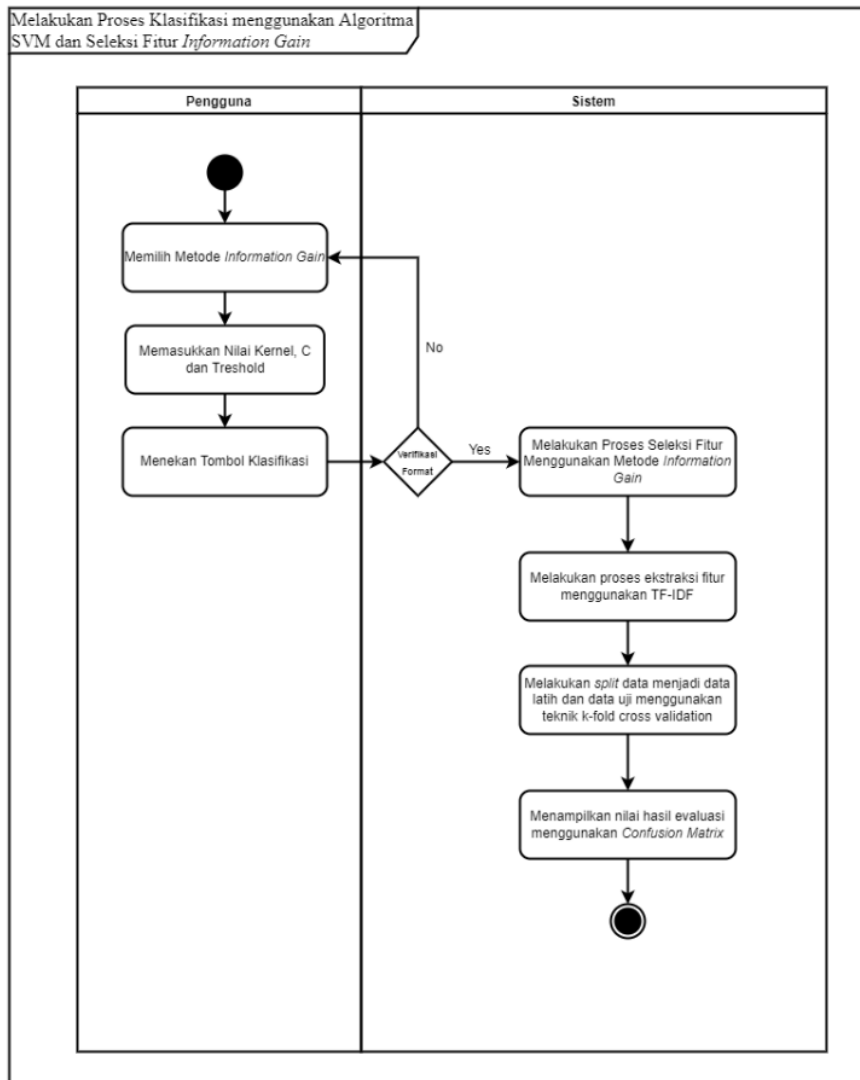 Melakukan Proses Klasifikasi menggunakan Algoritma
SVM dan Seleksi Fitur Information Gain
Pengguna
Sistem
Memilih Metode Information Gain
No
Memasukkan Nilai Kernel, C
dan Treshold
Menekan Tombol Klasifikasi
Verifikasi
Format
Yes
Melakukan Proses Seleksi Fitur
Menggunakan Metode Information
Gain
Melakukan proses ekstraksi fitur
menggunakan TF-IDF
Melakukan split data menjadi data
latih dan data uji menggunakan
teknik k-fold cross validation
Menampilkan nilai hasil evaluasi
menggunakan Confusion Matrix